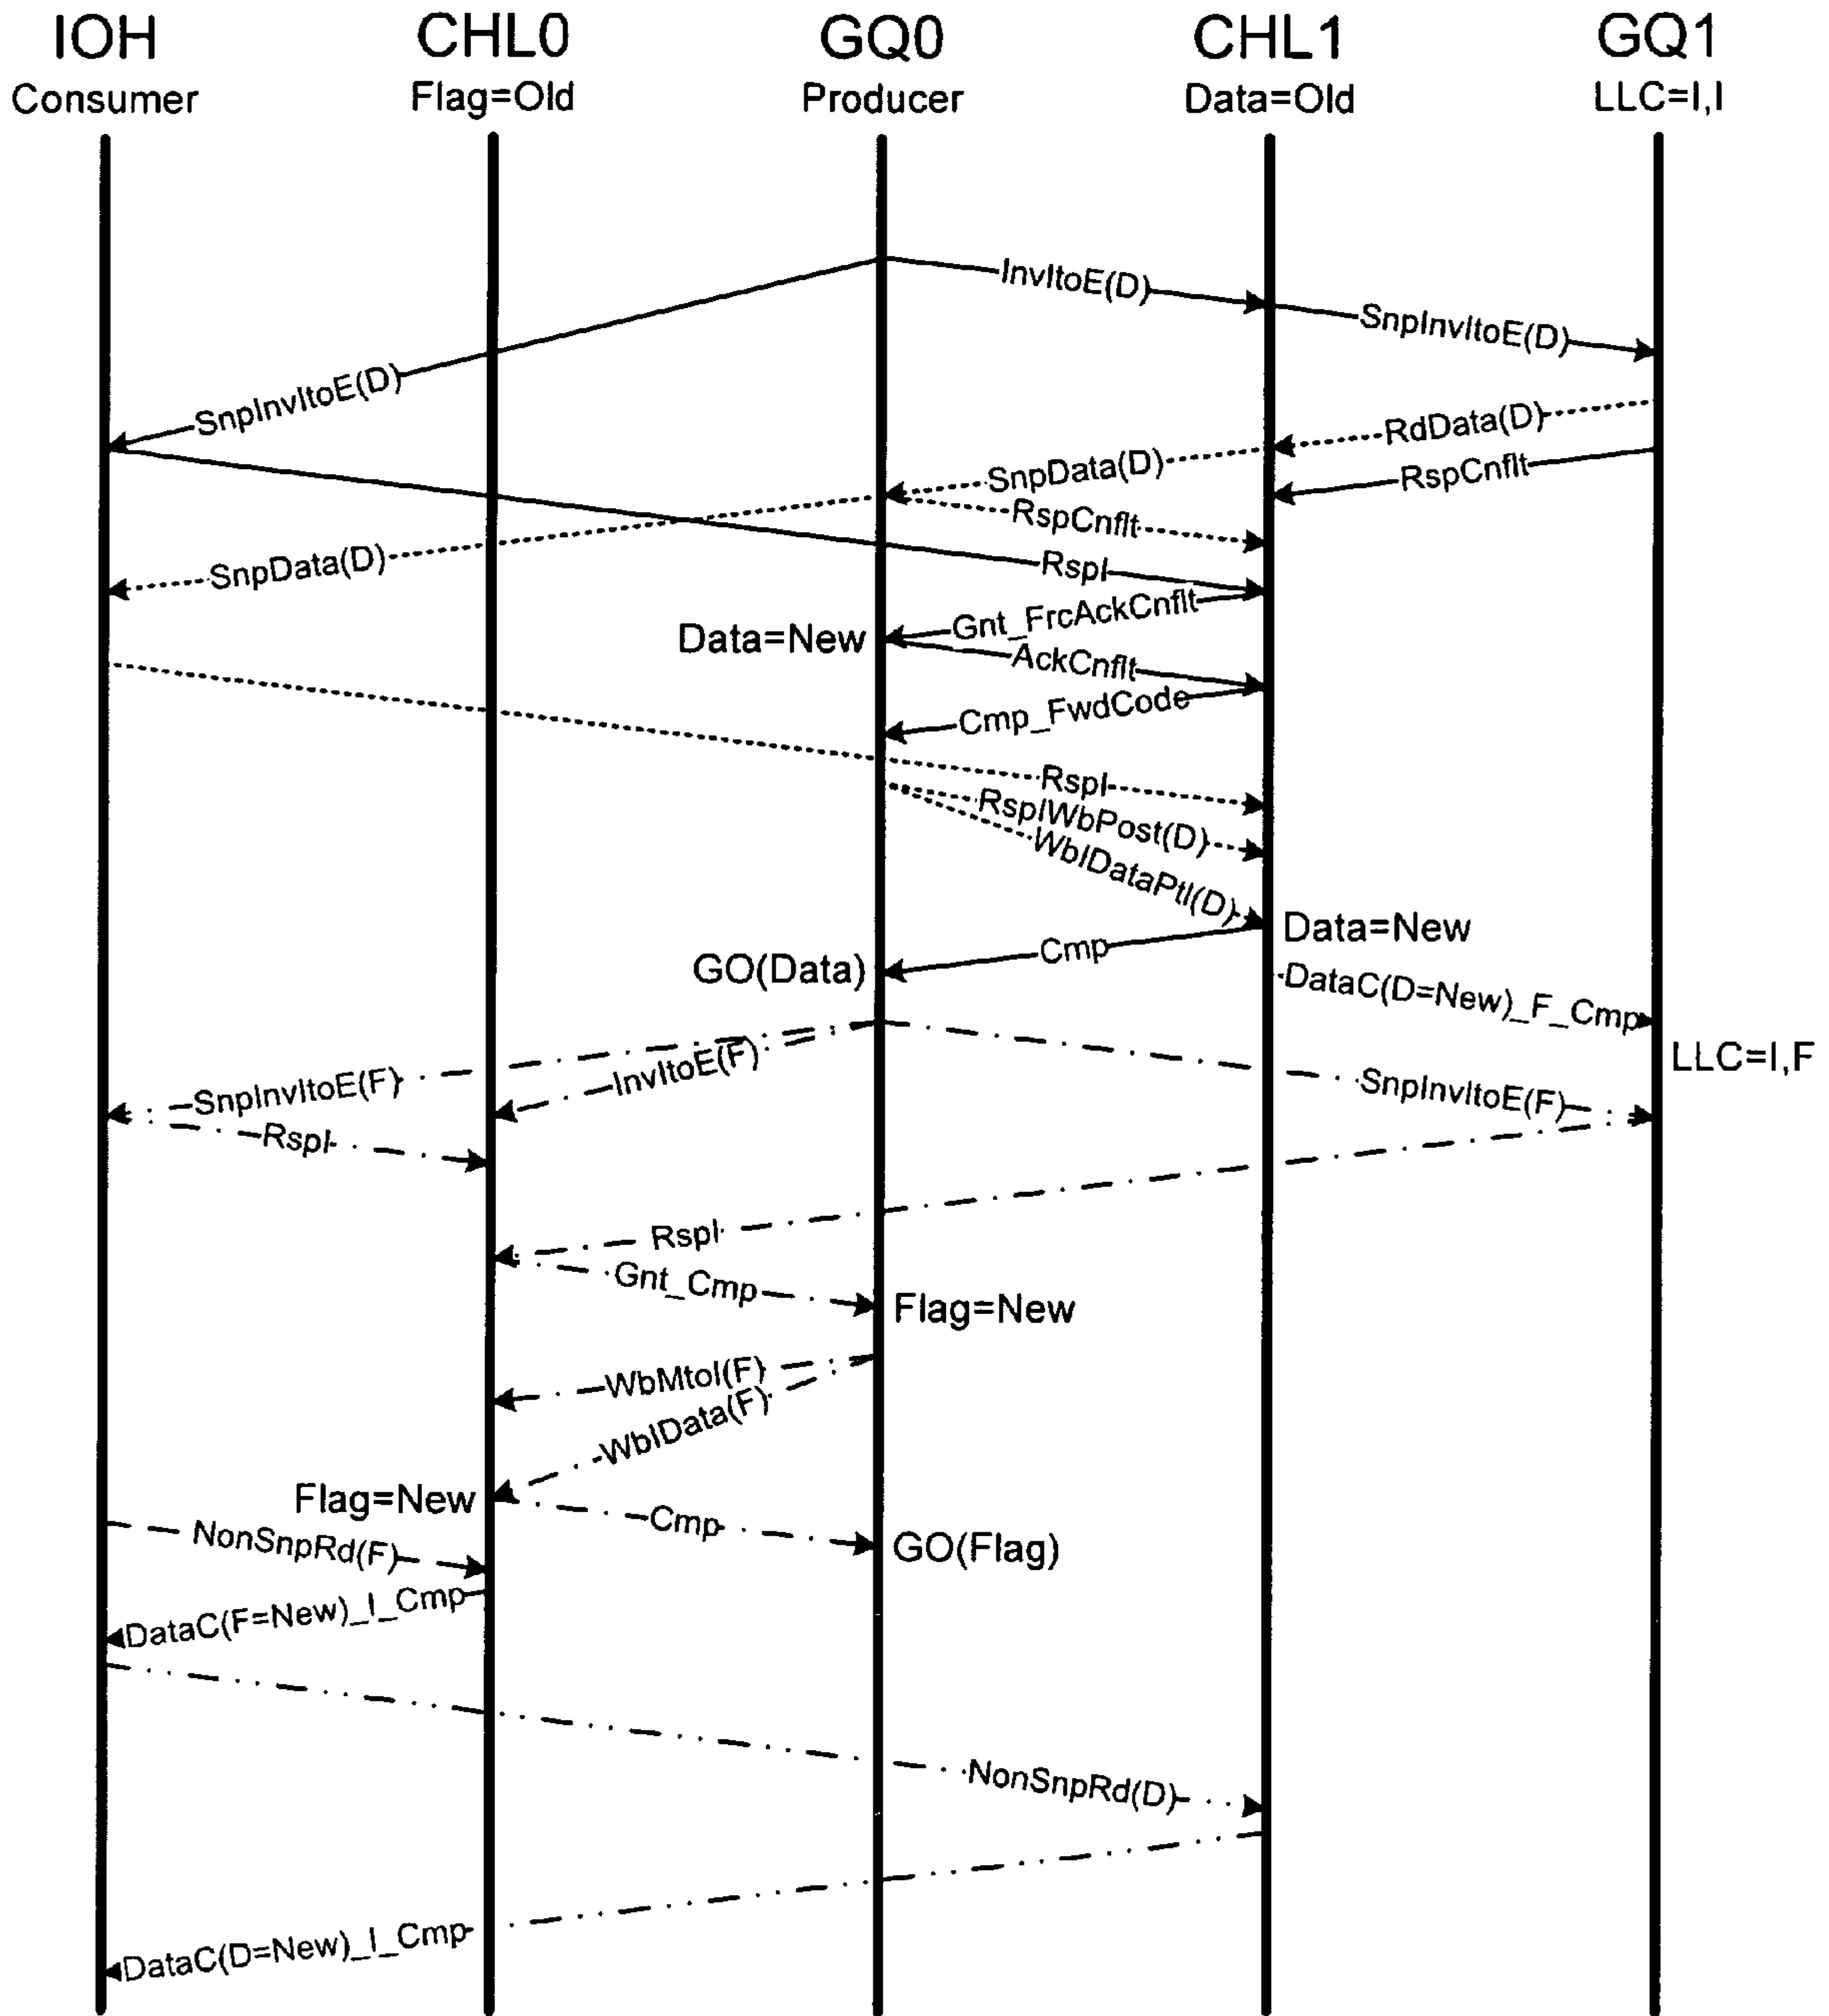 IOH
CHL0
GQ0
CHL1
GQ1
Consumer
Flag=Old
Producer
Data=Old
LLC=I,I
InvItoE(D)
SnpInvItoE(D)
SnpInvItoE(D)
RdData(D)
SnpData(D)
RspCnflt
RspCnflt
SnpData(D)
RspI
Gnt_FrcAckCnflt
Data=New
AckCnflt
Cmp_FwdCode
RspI
RspIWbPost(D)
WbIDataPtl(D)
Data=New
Cmp
GO(Data)
DataC(D=New)_F_Cmp
LLC=I,F
InvItoE(F)
SnpInvItoE(F)
SnpInvItoE(F)
RspI
RspI
Gnt_Cmp
Flag=New
WbMtoI(F)
WbIData(F)
Flag=New
Cmp
NonSnpRd(F)
GO(Flag)
DataC(F=New)_I_Cmp
NonSnpRd(D)
DataC(D=New)_I_Cmp